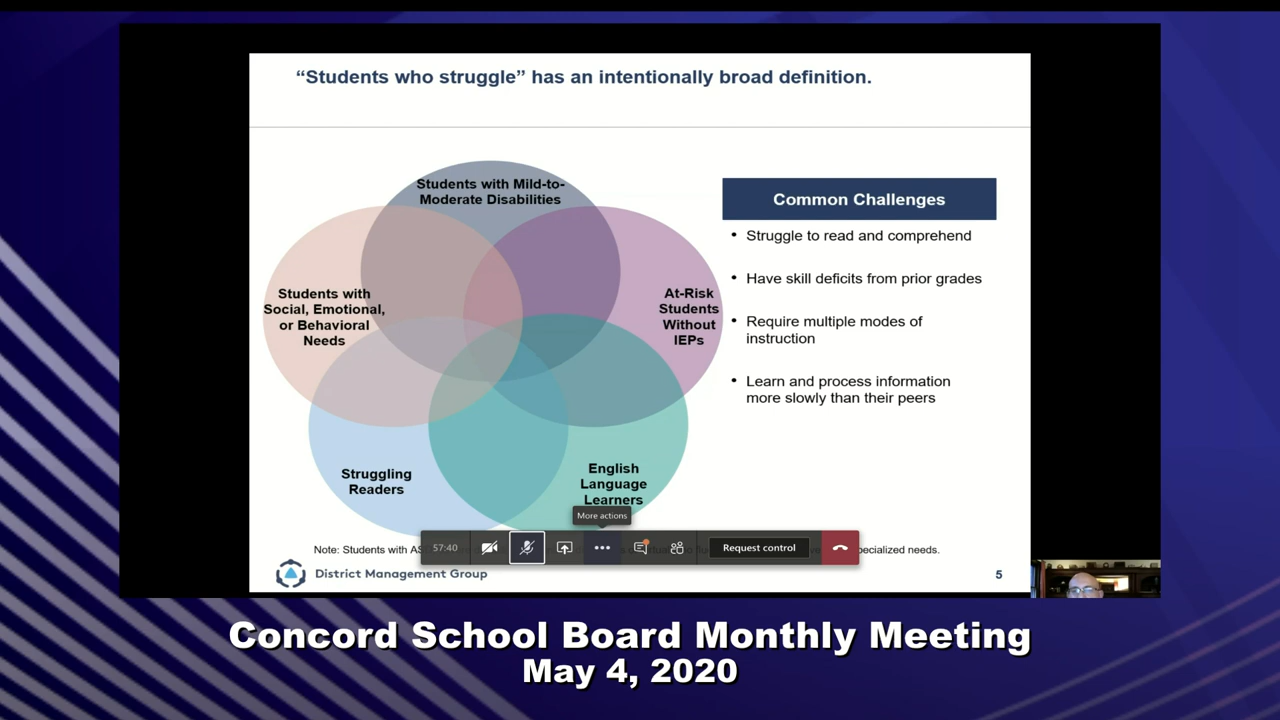 “Students who struggle” has an intentionally broad definition.
Students with Mild-to-
Moderate Disabilities
Students with
Social, Emotional,
or Behavioral
Needs
At-Risk
Students
Without
IEPs
Struggling
Readers
English
Language
Learners
Common Challenges
• Struggle to read and comprehend
• Have skill deficits from prior grades
• Require multiple modes of
instruction
• Learn and process information
more slowly than their peers
More actions
57:40
Request control
Note: Students with
specialized needs.
District Management Group
5
Concord School Board Monthly Meeting
May 4, 2020